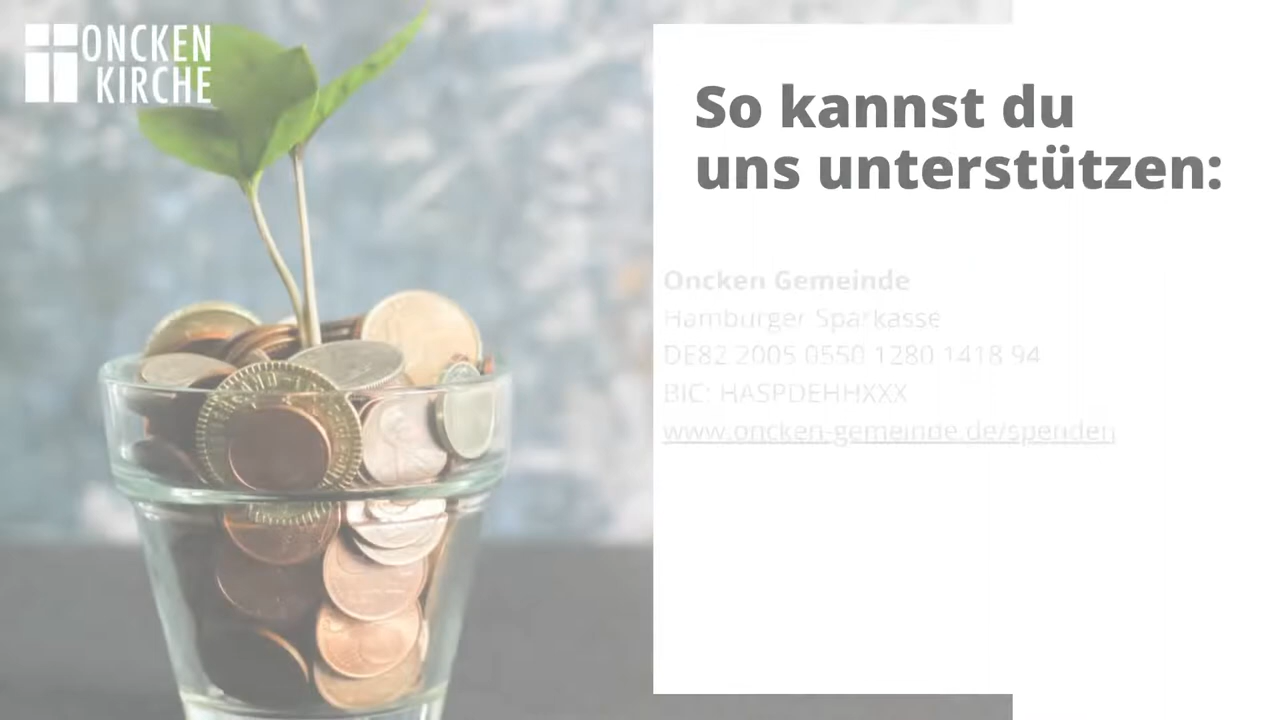 ONCKEN
KIRCHE
So kannst du
uns unterstützen:
Oncken Gemeinde
Hamburger Sparkasse
DE82 2005 0550 1280 1418 94
BIC: HASPDEHHXXX
www.oncken-gemeinde.de/spenden